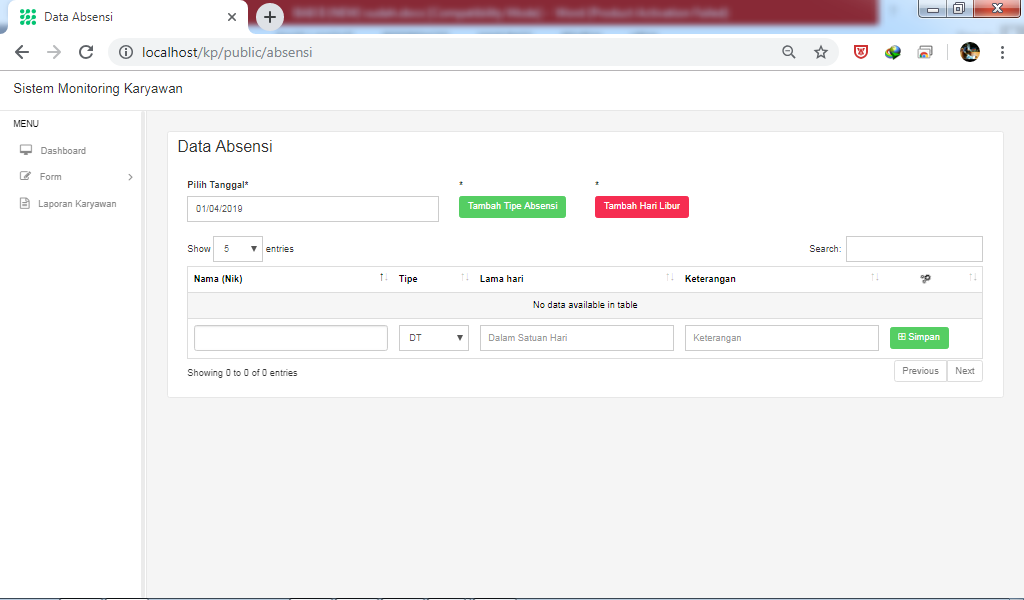 Data Absensi
localhost/kp/public/absensi
Sistem Monitoring Karyawan
MENU
Dashboard
Form
Laporan Karyawan
Data Absensi
Pilih Tanggal* * *
01/04/2019 Tambah Tipe Absensi Tambah Hari Libur
Show 5 entries Search:
Nama (Nik) Tipe Lama hari Keterangan
No data available in table
DT Dalam Satuan Hari Keterangan Simpan
Showing 0 to 0 of 0 entries Previous Next